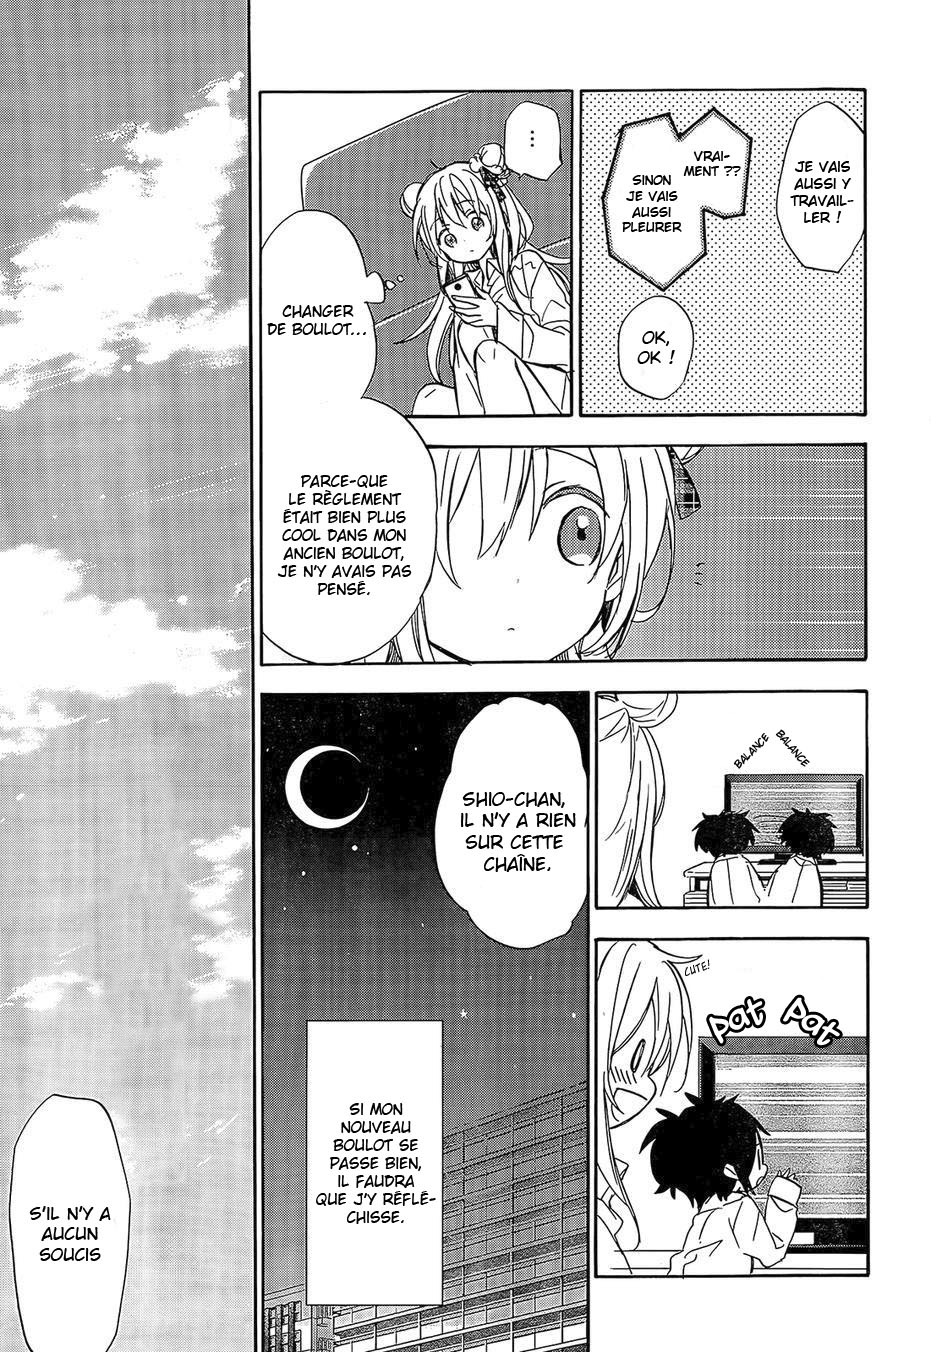 JE VAIS
AUSSI Y
TRAVAIL-
LER !
VRAI-
MENT ??
SINON
JE VAIS
AUSSI
PLEURER
OK,
OK !
...
CHANGER
DE BOULOT...
PARCE-QUE
LE RÈGLEMENT
ÉTAIT BIEN PLUS
COOL DANS MON
ANCIEN BOULOT,
JE N'Y AVAIS PAS
PENSÉ.
BALANCE
BALANCE
CUTE!
Pat
Pat
SHIO-CHAN,
IL N'Y A RIEN
SUR CETTE
CHAÎNE.
SI MON
NOUVEAU
BOULOT SE
PASSE BIEN,
IL FAUDRA
QUE J'Y RÉFLÉ-
CHISSE.
S'IL N'Y A
AUCUN
SOUCIS